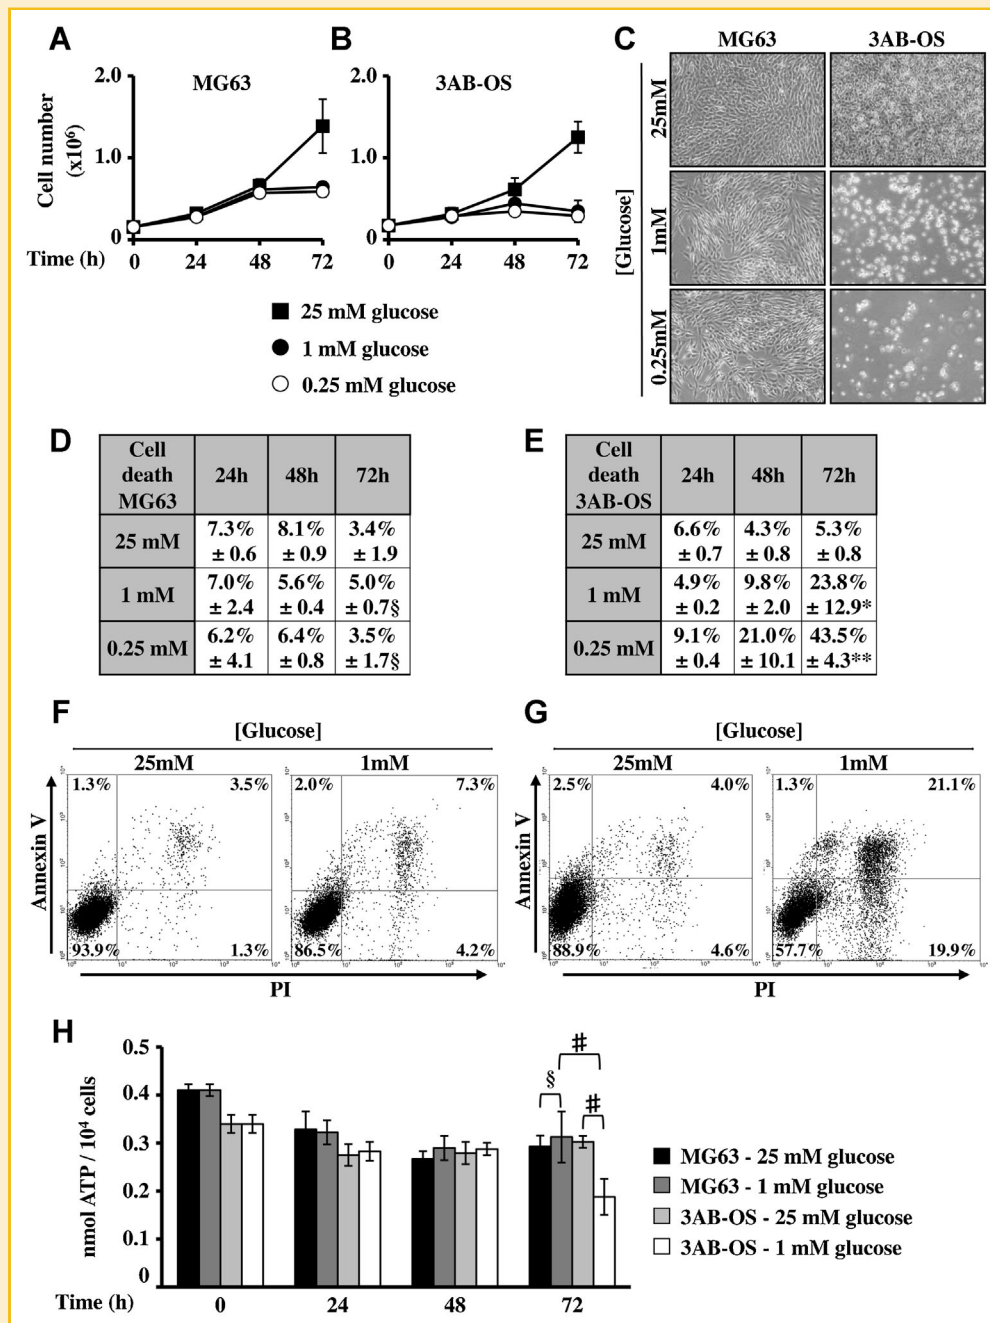 A
B
C
MG63
3AB-OS
MG63
3AB-OS
2.0
1.0
0
Cell number
(x10⁶)
Time (h)
0
24
48
72
2.0
1.0
0
0
24
48
72
25 mM glucose
1 mM glucose
0.25 mM glucose
[Glucose]
25mM
1mM
0.25mM
D
Cell death MG63 24h 48h 72h
25 mM 7.3% ± 0.6 8.1% ± 0.9 3.4% ± 1.9
1 mM 7.0% ± 2.4 5.6% ± 0.4 5.0% ± 0.7§
0.25 mM 6.2% ± 4.1 6.4% ± 0.8 3.5% ± 1.7§
E
Cell death 3AB-OS 24h 48h 72h
25 mM 6.6% ± 0.7 4.3% ± 0.8 5.3% ± 0.8
1 mM 4.9% ± 0.2 9.8% ± 2.0 23.8% ± 12.9*
0.25 mM 9.1% ± 0.4 21.0% ± 10.1 43.5% ± 4.3**
F
[Glucose]
25mM
1mM
Annexin V
1.3% 3.5%
93.9% 1.3%
2.0% 7.3%
86.5% 4.2%
PI
G
[Glucose]
25mM
1mM
Annexin V
2.5% 4.0%
88.9% 4.6%
1.3% 21.1%
57.7% 19.9%
PI
H
nmol ATP / 10⁴ cells
0.5
0.4
0.3
0.2
0.1
0
§
#
#
Time (h)
0
24
48
72
MG63 - 25 mM glucose
MG63 - 1 mM glucose
3AB-OS - 25 mM glucose
3AB-OS - 1 mM glucose